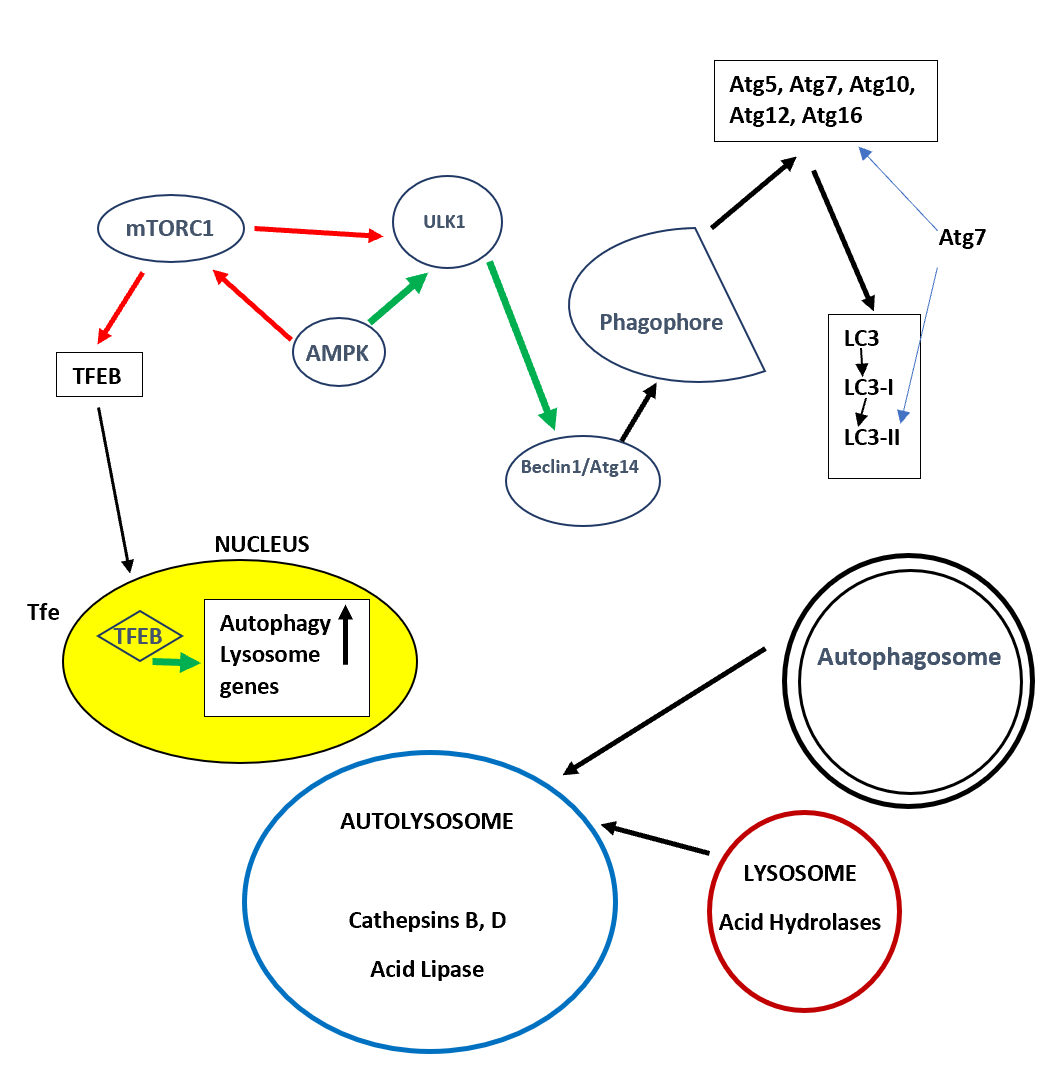 Atg5, Atg7, Atg10,
Atg12, Atg16
mTORC1
ULK1
Atg7
Phagophore
LC3
AMPK
TFEB
LC3-I
LC3-II
Beclin1/Atg14
NUCLEUS
Tfe
TFEB
Autophagy
Lysosome
genes
Autophagosome
AUTOLYSOSOME
Cathepsins B, D
Acid Lipase
LYSOSOME
Acid Hydrolases